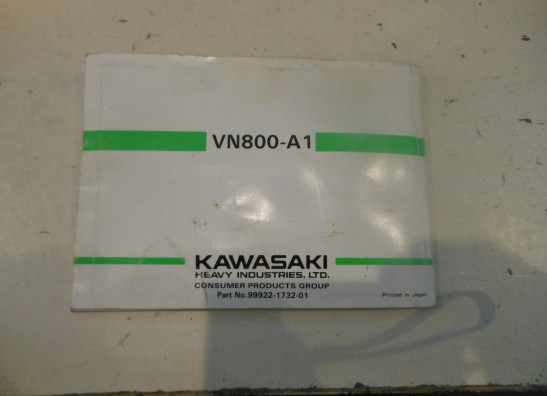 VN800-A1
KAWASAKI
HEAVY INDUSTRIES, LTD.
CONSUMER PRODUCTS GROUP
Part No.99922-1732-01
Printed in Japan